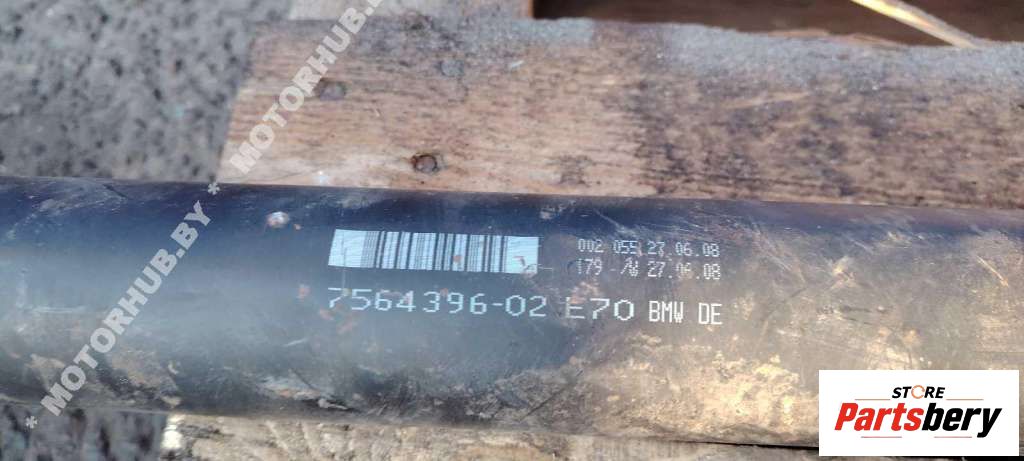 * MOTORHUB.BY * MOTORHUB.BY
002 055 27.06.08
179 -/W 27.06.08
7564396-02 E70 BMW DE
STORE
Partsbery